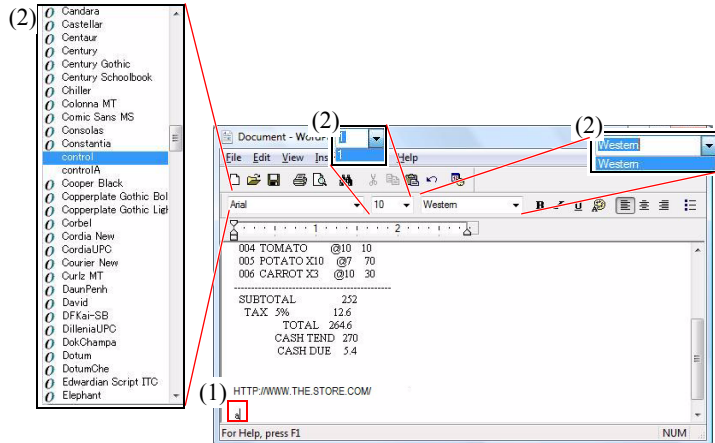 (2)
Candara
Castellar
Centaur
Century
Century Gothic
Century Schoolbook
Chiller
Colonna MT
Comic Sans MS
Consolas
Constantia
control
controlA
Cooper Black
Copperplate Gothic Bol
Copperplate Gothic Ligh
Corbel
Cordia New
CordiaUPC
Courier New
Curlz MT
DaunPenh
David
DFKai-SB
DilleniaUPC
DokChampa
Dotum
DotumChe
Edwardian Script ITC
Elephant
(2)
1
1
(2)
Western
Western
Document - WordP
File Edit View Ins Help
Arial 10 Western B I U
1 2
004 TOMATO @10 10
005 POTATO X10 @7 70
006 CARROT X3 @10 30
SUBTOTAL 252
TAX 5% 12.6
TOTAL 264.6
CASH TEND 270
CASH DUE 5.4
HTTP://WWW.THE.STORE.COM/
(1)
a
For Help, press F1 NUM